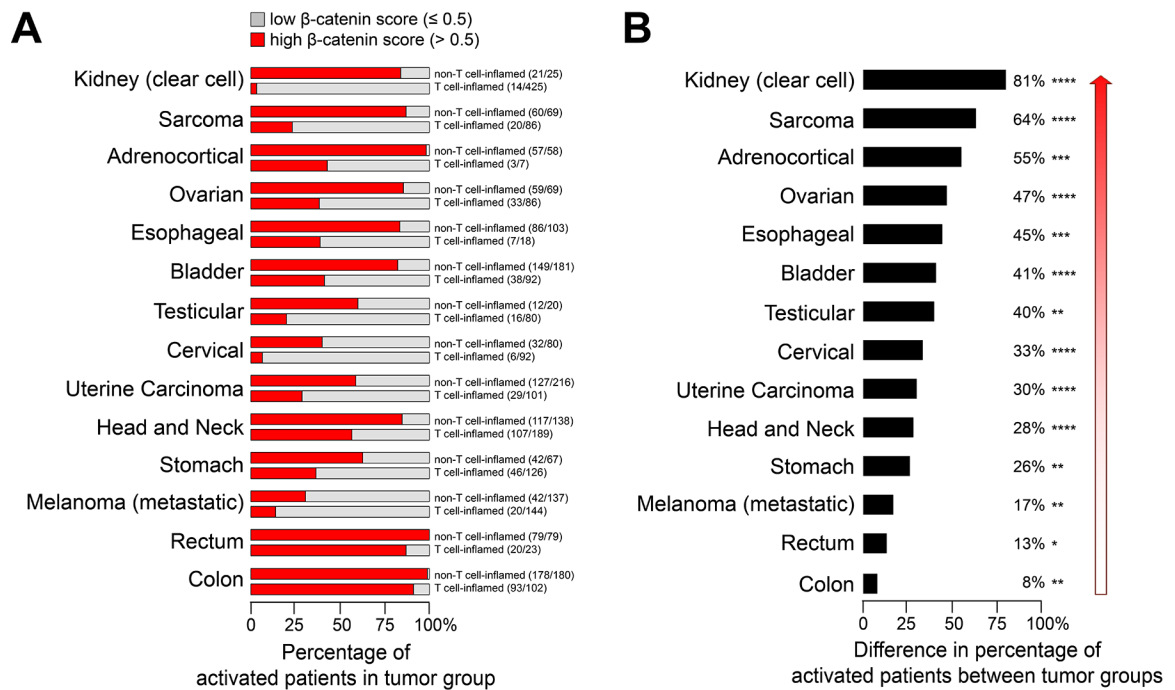 A
low β-catenin score (≤ 0.5)
high β-catenin score (> 0.5)
Kidney (clear cell)
non-T cell-inflamed (21/25)
T cell-inflamed (14/425)
Sarcoma
non-T cell-inflamed (60/69)
T cell-inflamed (20/86)
Adrenocortical
non-T cell-inflamed (57/58)
T cell-inflamed (3/7)
Ovarian
non-T cell-inflamed (59/69)
T cell-inflamed (33/86)
Esophageal
non-T cell-inflamed (86/103)
T cell-inflamed (7/18)
Bladder
non-T cell-inflamed (149/181)
T cell-inflamed (38/92)
Testicular
non-T cell-inflamed (12/20)
T cell-inflamed (16/80)
Cervical
non-T cell-inflamed (32/80)
T cell-inflamed (6/92)
Uterine Carcinoma
non-T cell-inflamed (127/216)
T cell-inflamed (29/101)
Head and Neck
non-T cell-inflamed (117/138)
T cell-inflamed (107/189)
Stomach
non-T cell-inflamed (42/67)
T cell-inflamed (46/126)
Melanoma (metastatic)
non-T cell-inflamed (42/137)
T cell-inflamed (20/144)
Rectum
non-T cell-inflamed (79/79)
T cell-inflamed (20/23)
Colon
non-T cell-inflamed (178/180)
T cell-inflamed (93/102)
0 25 50 75 100%
Percentage of
activated patients in tumor group
B
Kidney (clear cell) 81% ****
Sarcoma 64% ****
Adrenocortical 55% ***
Ovarian 47% ****
Esophageal 45% ***
Bladder 41% ****
Testicular 40% **
Cervical 33% ****
Uterine Carcinoma 30% ****
Head and Neck 28% ****
Stomach 26% **
Melanoma (metastatic) 17% **
Rectum 13% *
Colon 8% **
0 25 50 75 100%
Difference in percentage of
activated patients between tumor groups